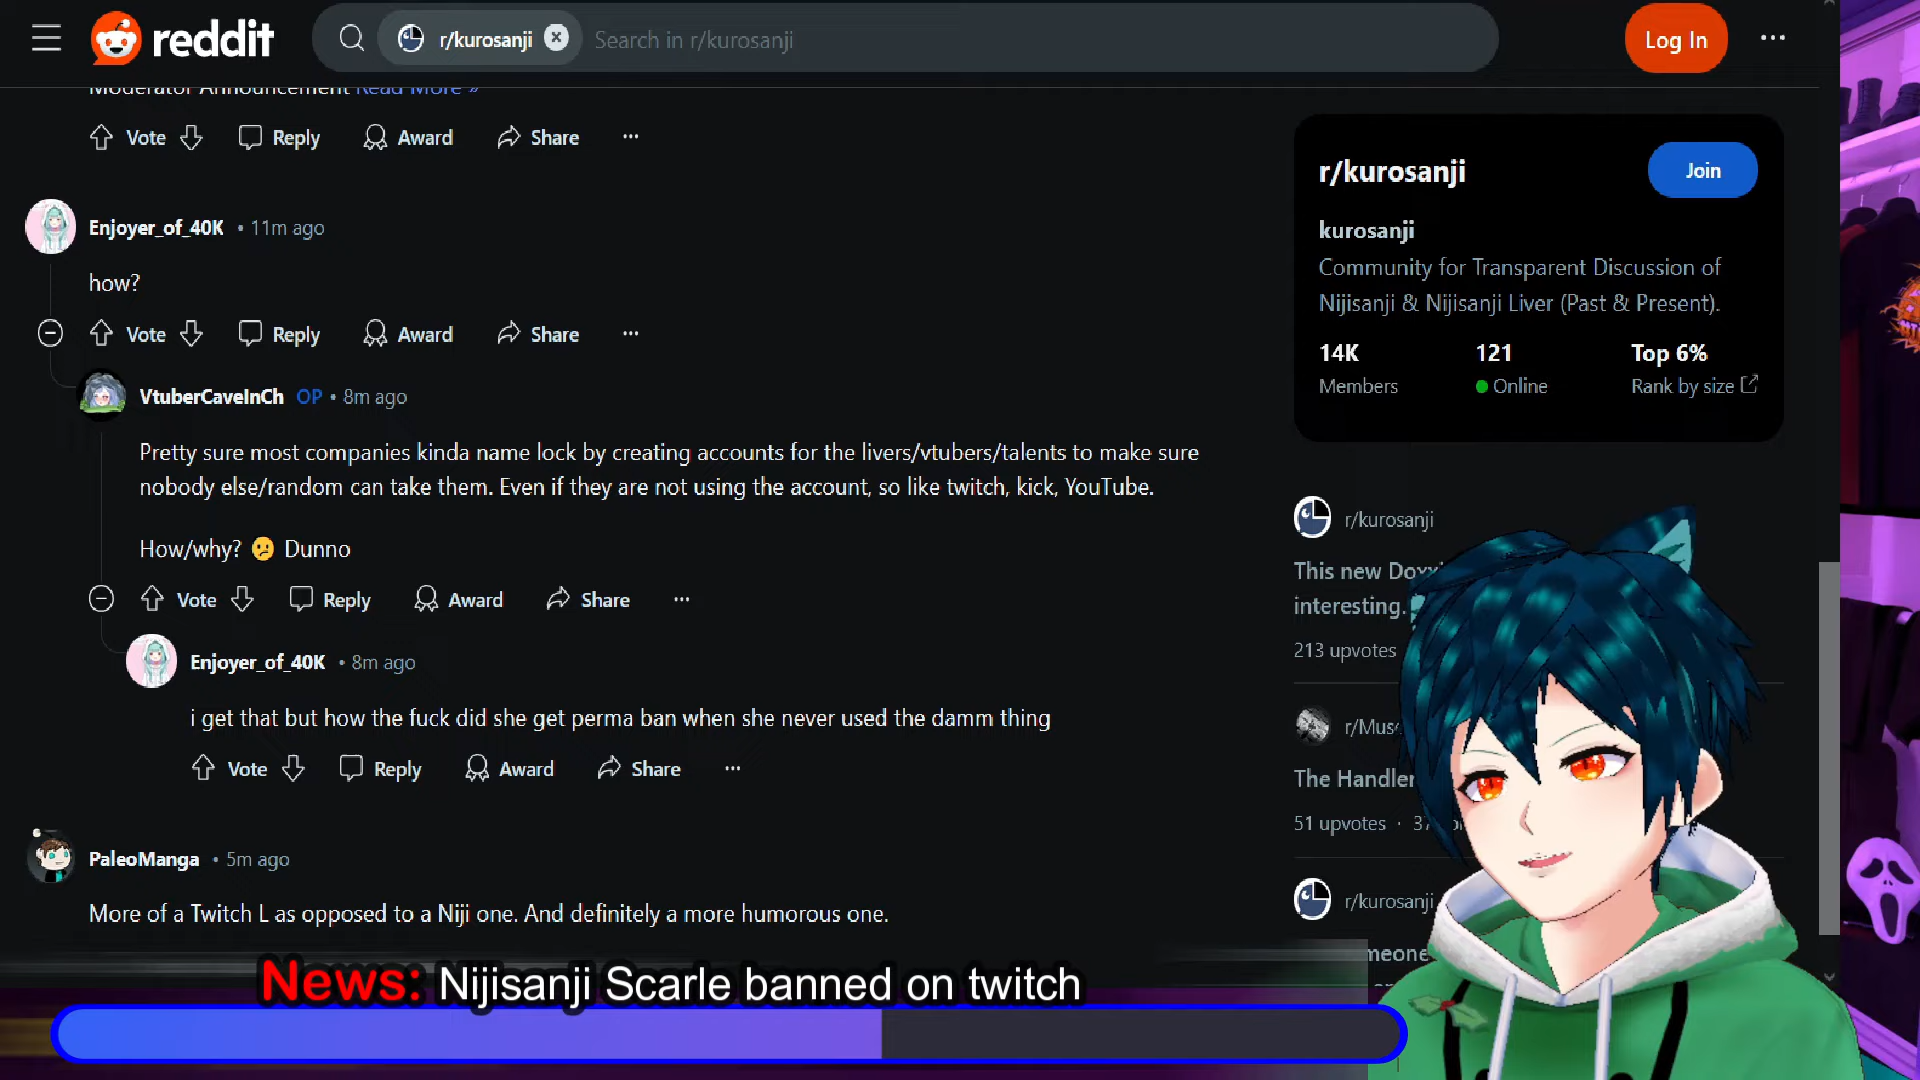 reddit
r/kurosanji
Search in r/kurosanji
Log In
Moderator Announcement Read More »
Vote Reply Award Share
Enjoyer_of_40K • 11m ago
how?
Vote Reply Award Share
VtuberCaveInCh OP • 8m ago
Pretty sure most companies kinda name lock by creating accounts for the livers/vtubers/talents to make sure
nobody else/random can take them. Even if they are not using the account, so like twitch, kick, YouTube.
How/why? 😕 Dunno
Vote Reply Award Share
Enjoyer_of_40K • 8m ago
i get that but how the fuck did she get perma ban when she never used the damm thing
Vote Reply Award Share
PaleoManga • 5m ago
More of a Twitch L as opposed to a Niji one. And definitely a more humorous one.
r/kurosanji
Join
kurosanji
Community for Transparent Discussion of
Nijisanji & Nijisanji Liver (Past & Present).
14K 121 Top 6%
Members Online Rank by size
r/kurosanji
This new
interesting.
213 upvotes
The Handler
51 upvotes ·
r/kurosanji
News: Nijisanji Scarle banned on twitch